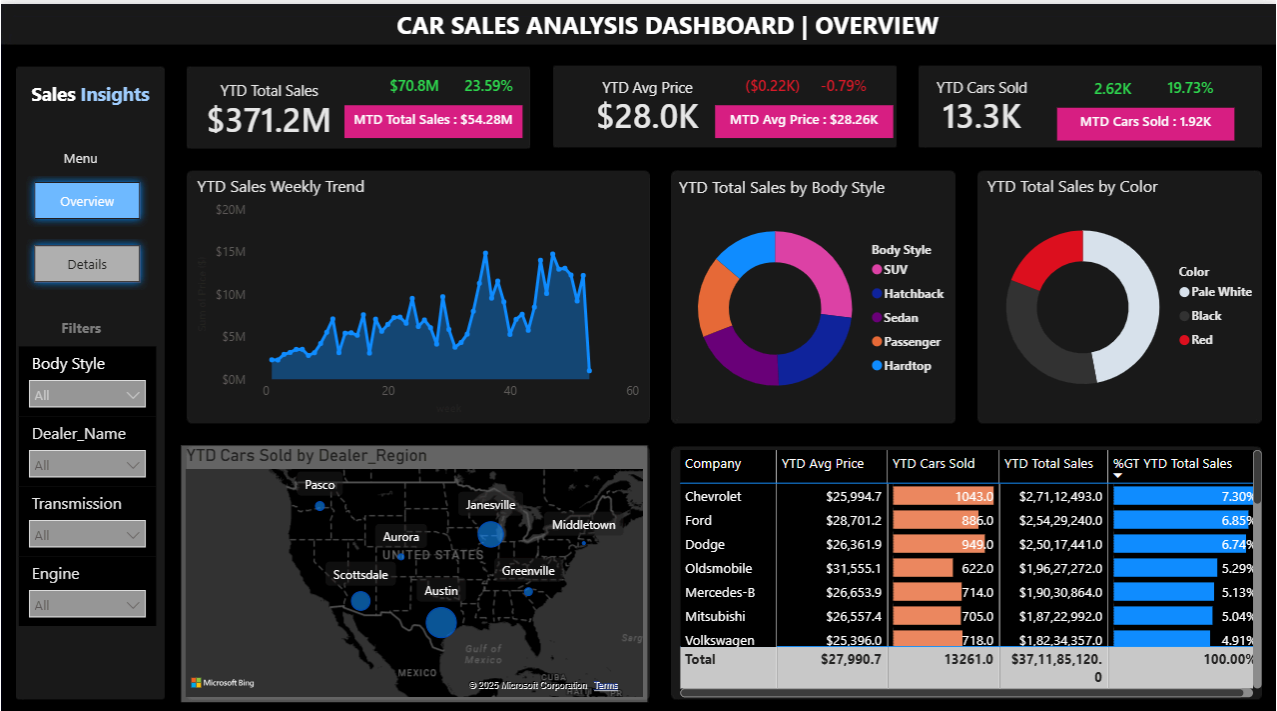 CAR SALES ANALYSIS DASHBOARD | OVERVIEW
Sales Insights
Menu
Overview
Details
Filters
Body Style
All
Dealer_Name
All
Transmission
All
Engine
All
YTD Total Sales
$371.2M
$70.8M 23.59%
MTD Total Sales : $54.28M
YTD Avg Price
$28.0K
($0.22K) -0.79%
MTD Avg Price : $28.26K
YTD Cars Sold
13.3K
2.62K 19.73%
MTD Cars Sold : 1.92K
YTD Sales Weekly Trend
$20M
$15M
$10M
$5M
$0M
0 20 40 60
YTD Total Sales by Body Style
Body Style
SUV
Hatchback
Sedan
Passenger
Hardtop
YTD Total Sales by Color
Color
Pale White
Black
Red
YTD Cars Sold by Dealer_Region
Pasco
Janesville
Middletown
Aurora
UNITED STATES
Scottsdale
Greenville
Austin
Gulf of
Mexico
MEXICO
CUBA
Microsoft Bing
© 2025 Microsoft Corporation Terms
Company YTD Avg Price YTD Cars Sold YTD Total Sales %GT YTD Total Sales
Chevrolet $25,994.7 1043.0 $2,71,12,493.0 7.30%
Ford $28,701.2 886.0 $2,54,29,240.0 6.85%
Dodge $26,361.9 949.0 $2,50,17,441.0 6.74%
Oldsmobile $31,555.1 622.0 $1,96,27,272.0 5.29%
Mercedes-B $26,653.9 714.0 $1,90,30,864.0 5.13%
Mitsubishi $26,557.4 705.0 $1,87,22,992.0 5.04%
Volkswagen $25,396.0 718.0 $1,82,34,357.0 4.91%
Total $27,990.7 13261.0 $37,11,85,120. 100.00%
0